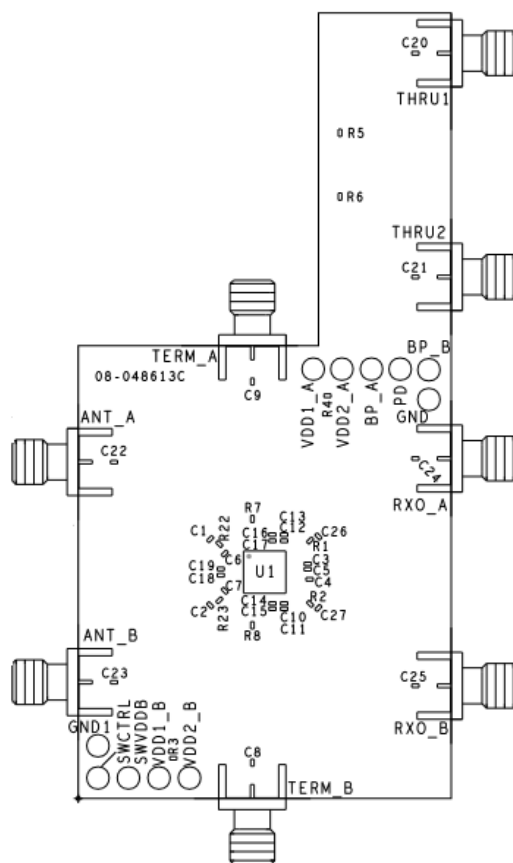 C20
THRU1
R5
R6
THRU2
C21
TERM_A
08-048613C
C9
VDD1_A
R40
VDD2_A
BP_A
PD
BP_B
GND
ANT_A
C22
C24
RXO_A
R7
C13
C12
C16
C17
C1
R22
C6
C26
R1
C3
C5
C4
C19
C18
U1
C7
C2
R23
C14
C15
R8
C10
C11
R2
C27
ANT_B
C23
C25
RXO_B
GND1
SWCTRL
SWVDDB
VDD1_B
R3
VDD2_B
C8
TERM_B